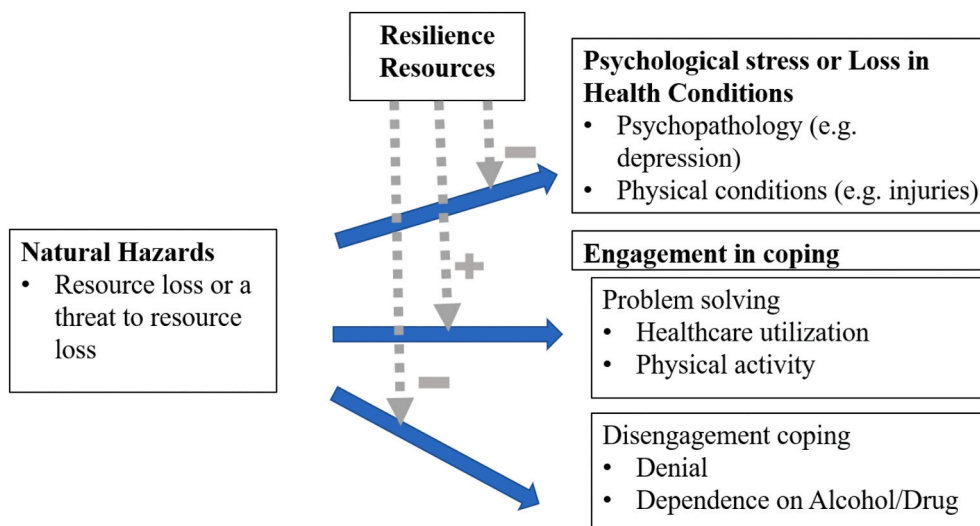 Resilience
Resources
Psychological stress or Loss in
Health Conditions
• Psychopathology (e.g.
depression)
• Physical conditions (e.g. injuries)
Natural Hazards
• Resource loss or a
threat to resource
loss
Engagement in coping
Problem solving
• Healthcare utilization
• Physical activity
Disengagement coping
• Denial
• Dependence on Alcohol/Drug